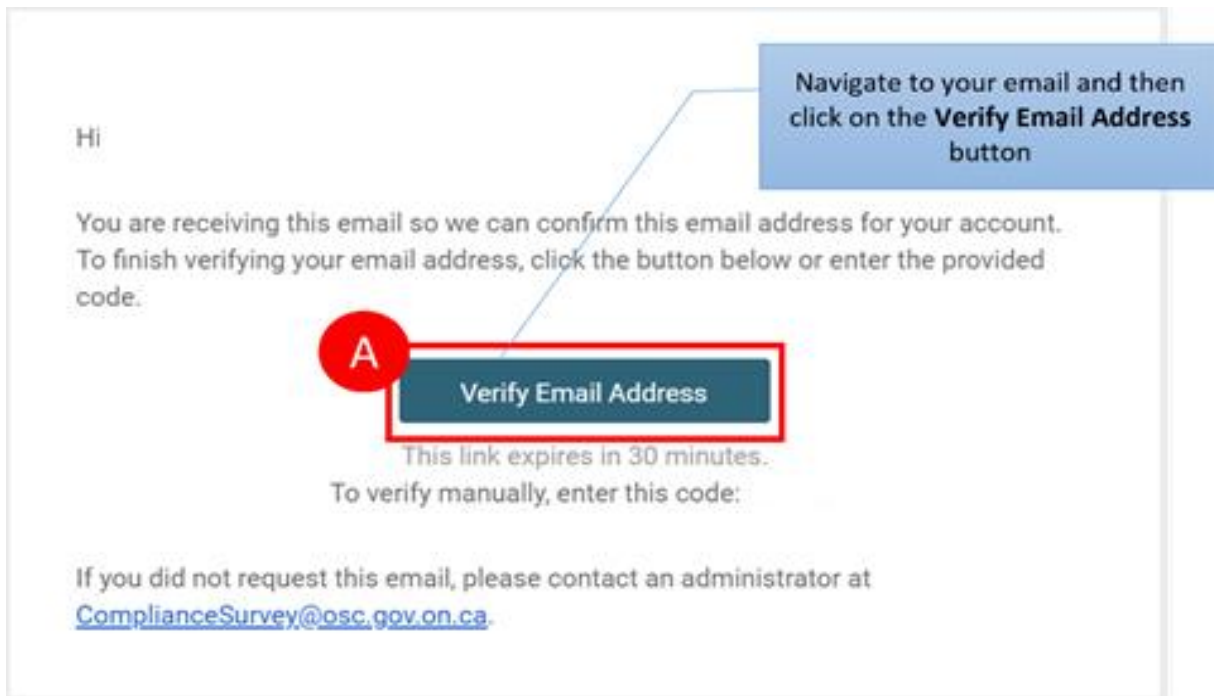 Navigate to your email and then
click on the Verify Email Address
button
Hi
You are receiving this email so we can confirm this email address for your account.
To finish verifying your email address, click the button below or enter the provided
code.
A
Verify Email Address
This link expires in 30 minutes.
To verify manually, enter this code:
If you did not request this email, please contact an administrator at
ComplianceSurvey@osc.gov.on.ca.